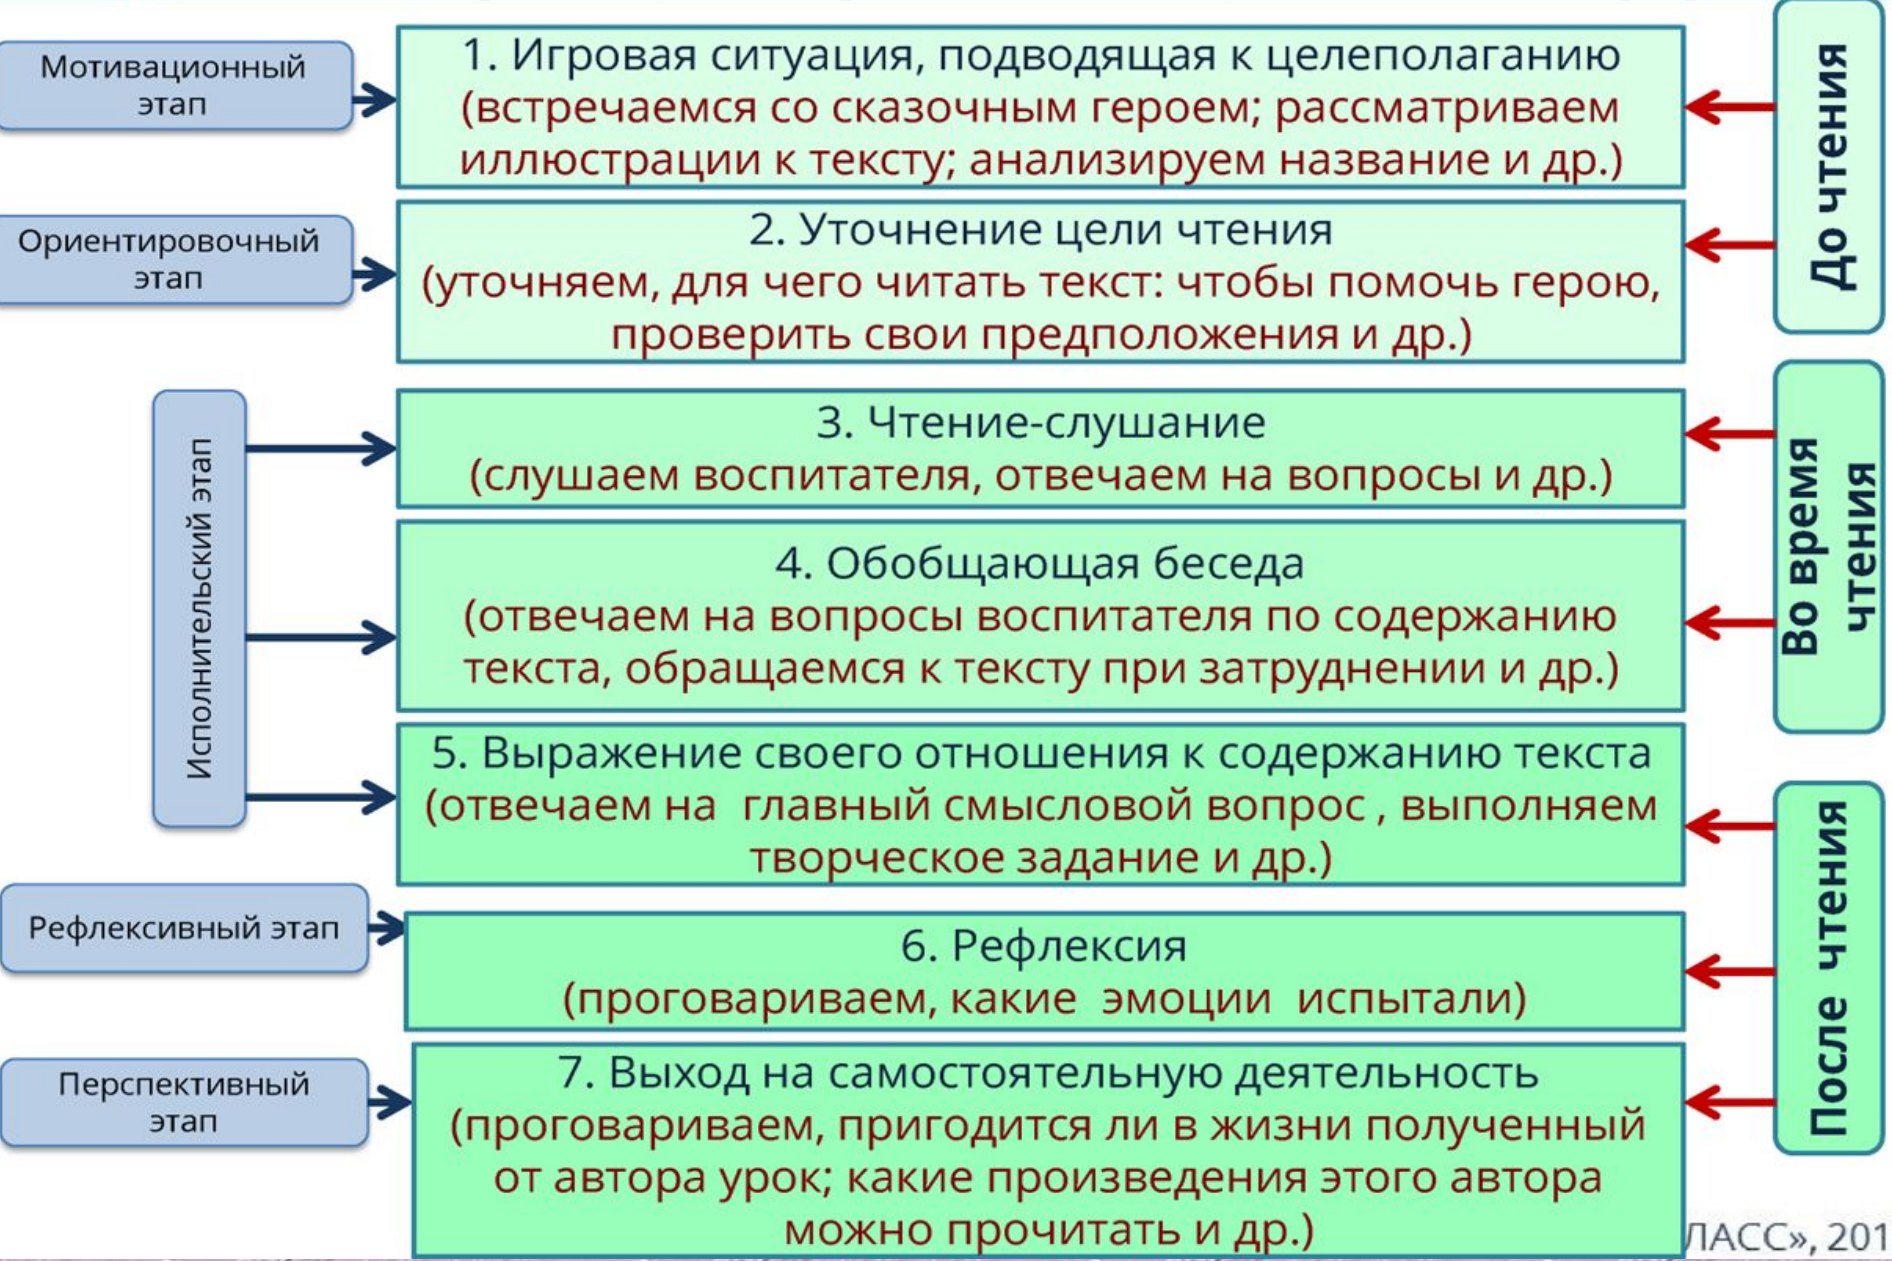 Мотивационный
этап
1. Игровая ситуация, подводящая к целеполаганию
(встречаемся со сказочным героем; рассматриваем
иллюстрации к тексту; анализируем название и др.)
До чтения
Ориентировочный
этап
2. Уточнение цели чтения
(уточняем, для чего читать текст: чтобы помочь герою,
проверить свои предположения и др.)
Исполнительский этап
3. Чтение-слушание
(слушаем воспитателя, отвечаем на вопросы и др.)
Во время
чтения
4. Обобщающая беседа
(отвечаем на вопросы воспитателя по содержанию
текста, обращаемся к тексту при затруднении и др.)
5. Выражение своего отношения к содержанию текста
(отвечаем на главный смысловой вопрос , выполняем
творческое задание и др.)
После чтения
Рефлексивный этап
6. Рефлексия
(проговариваем, какие эмоции испытали)
Перспективный
этап
7. Выход на самостоятельную деятельность
(проговариваем, пригодится ли в жизни полученный
от автора урок; какие произведения этого автора
можно прочитать и др.)
ЛАСС», 201